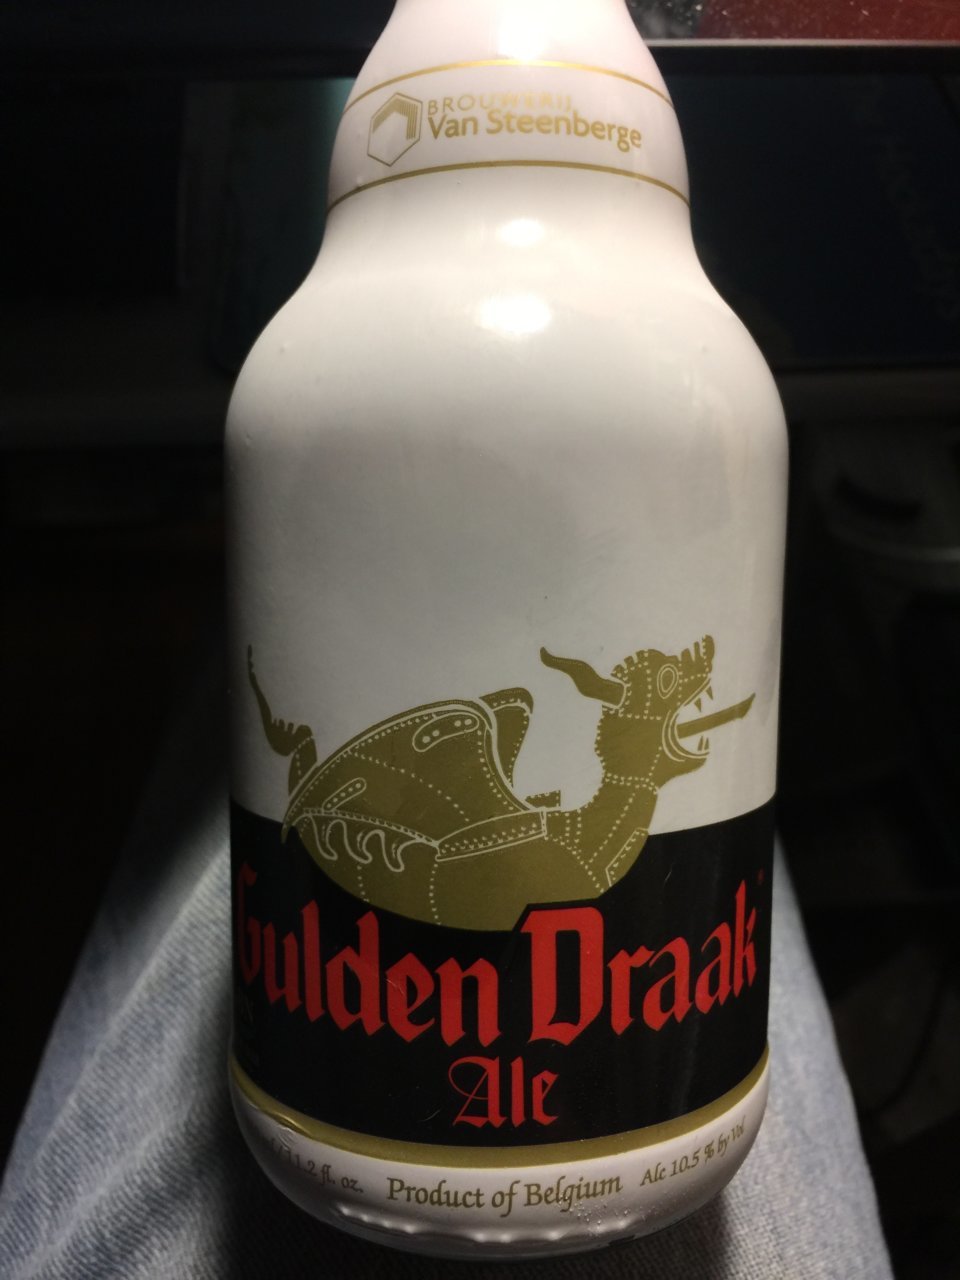 BROUWERIJ
Van Steenberge
Gulden Draak
Ale
11.2 fl. oz. Product of Belgium Alc 10.5 % by Vol